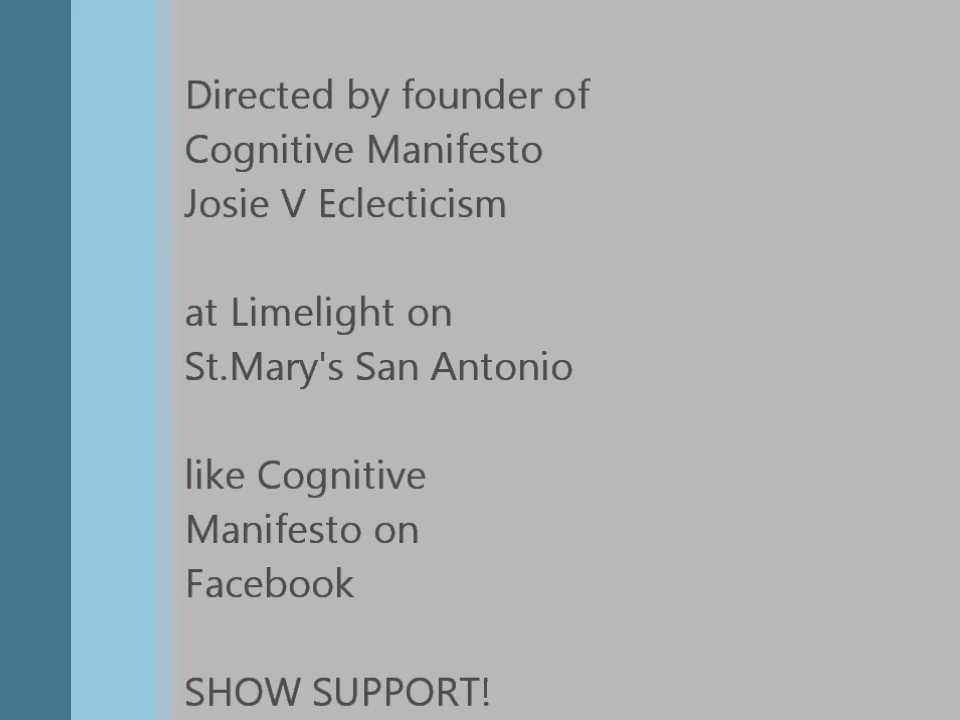 Directed by founder of
Cognitive Manifesto
Josie V Eclecticism
at Limelight on
St.Mary's San Antonio
like Cognitive
Manifesto on
Facebook
SHOW SUPPORT!